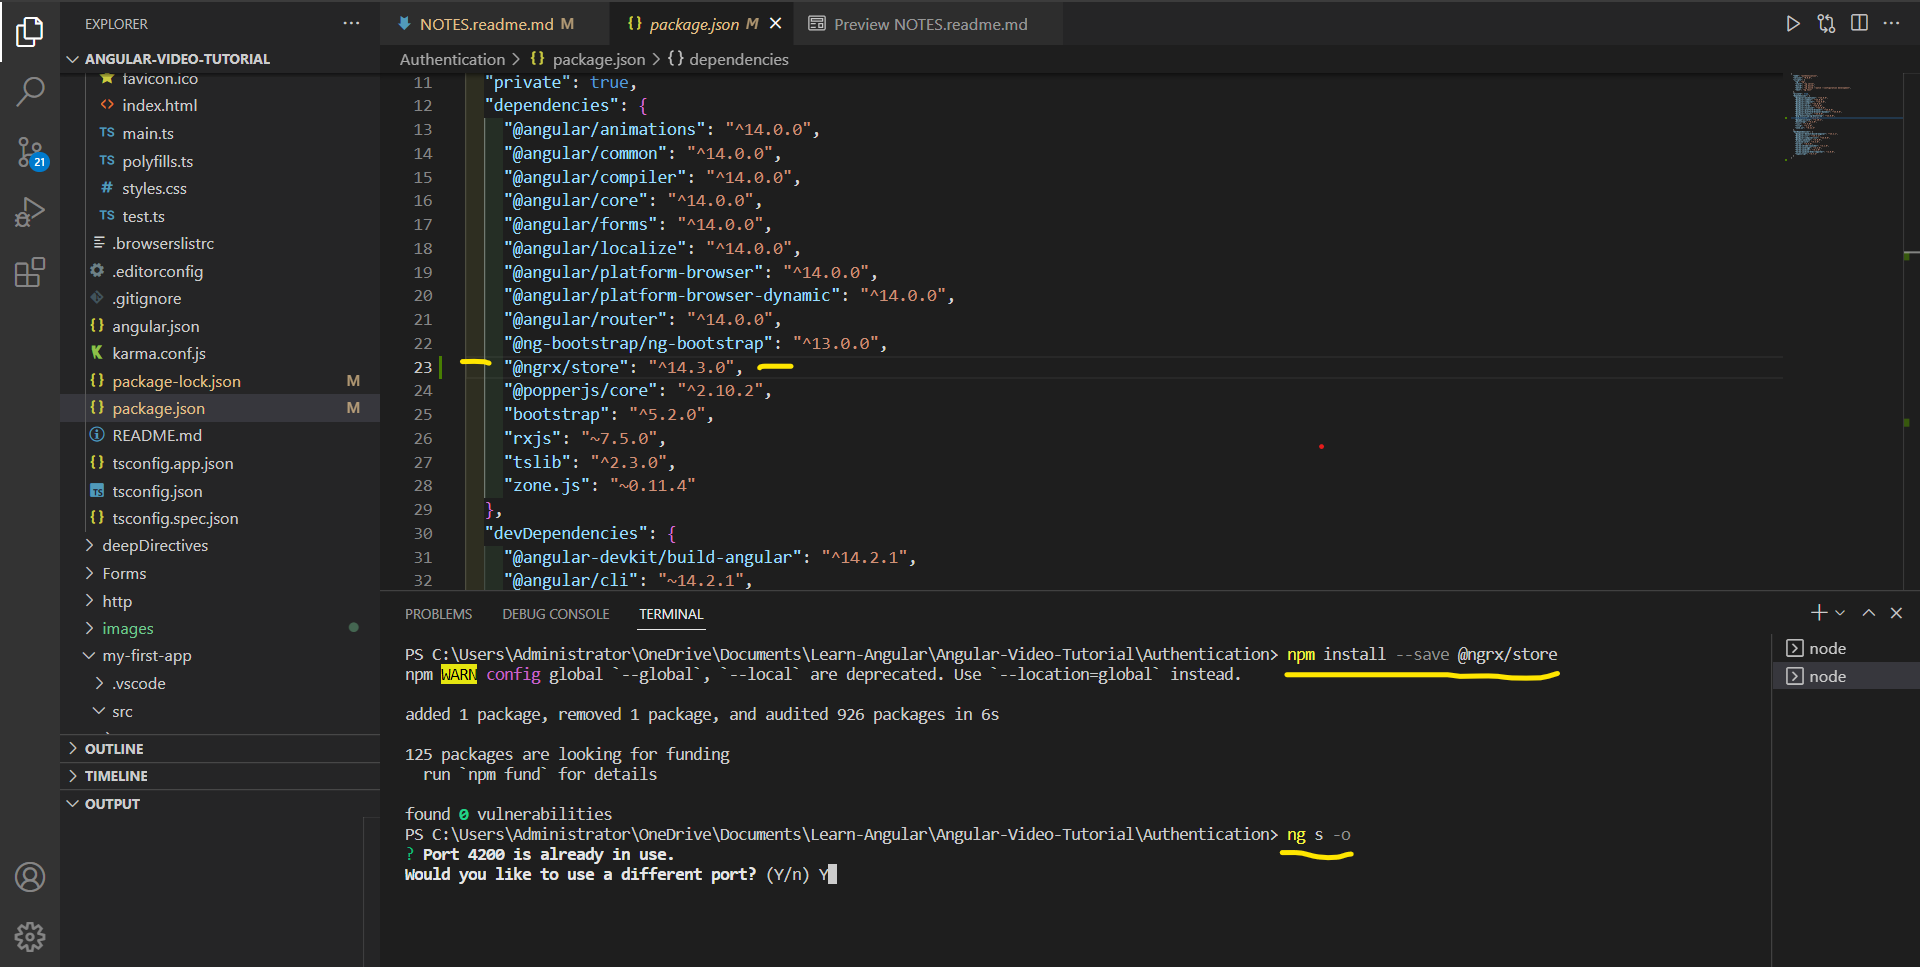 EXPLORER
ANGULAR-VIDEO-TUTORIAL
favicon.ico
index.html
TS main.ts
TS polyfills.ts
# styles.css
TS test.ts
.browserslistrc
.editorconfig
.gitignore
{} angular.json
K karma.conf.js
{} package-lock.json M
{} package.json M
README.md
{} tsconfig.app.json
TS tsconfig.json
{} tsconfig.spec.json
deepDirectives
Forms
http
images
my-first-app
.vscode
src
OUTLINE
TIMELINE
OUTPUT
21
NOTES.readme.md M
{} package.json M
Preview NOTES.readme.md
Authentication > {} package.json > {} dependencies
11 "private": true,
12 "dependencies": {
13 "@angular/animations": "^14.0.0",
14 "@angular/common": "^14.0.0",
15 "@angular/compiler": "^14.0.0",
16 "@angular/core": "^14.0.0",
17 "@angular/forms": "^14.0.0",
18 "@angular/localize": "^14.0.0",
19 "@angular/platform-browser": "^14.0.0",
20 "@angular/platform-browser-dynamic": "^14.0.0",
21 "@angular/router": "^14.0.0",
22 "@ng-bootstrap/ng-bootstrap": "^13.0.0",
23 "@ngrx/store": "^14.3.0",
24 "@popperjs/core": "^2.10.2",
25 "bootstrap": "^5.2.0",
26 "rxjs": "~7.5.0",
27 "tslib": "^2.3.0",
28 "zone.js": "~0.11.4"
29 },
30 "devDependencies": {
31 "@angular-devkit/build-angular": "^14.2.1",
32 "@angular/cli": "~14.2.1",
PROBLEMS DEBUG CONSOLE TERMINAL
PS C:\Users\Administrator\OneDrive\Documents\Learn-Angular\Angular-Video-Tutorial\Authentication> npm install --save @ngrx/store
npm WARN config global `--global`, `--local` are deprecated. Use `--location=global` instead.
added 1 package, removed 1 package, and audited 926 packages in 6s
125 packages are looking for funding
run `npm fund` for details
found 0 vulnerabilities
PS C:\Users\Administrator\OneDrive\Documents\Learn-Angular\Angular-Video-Tutorial\Authentication> ng s -o
? Port 4200 is already in use.
Would you like to use a different port? (Y/n) Y
node
node